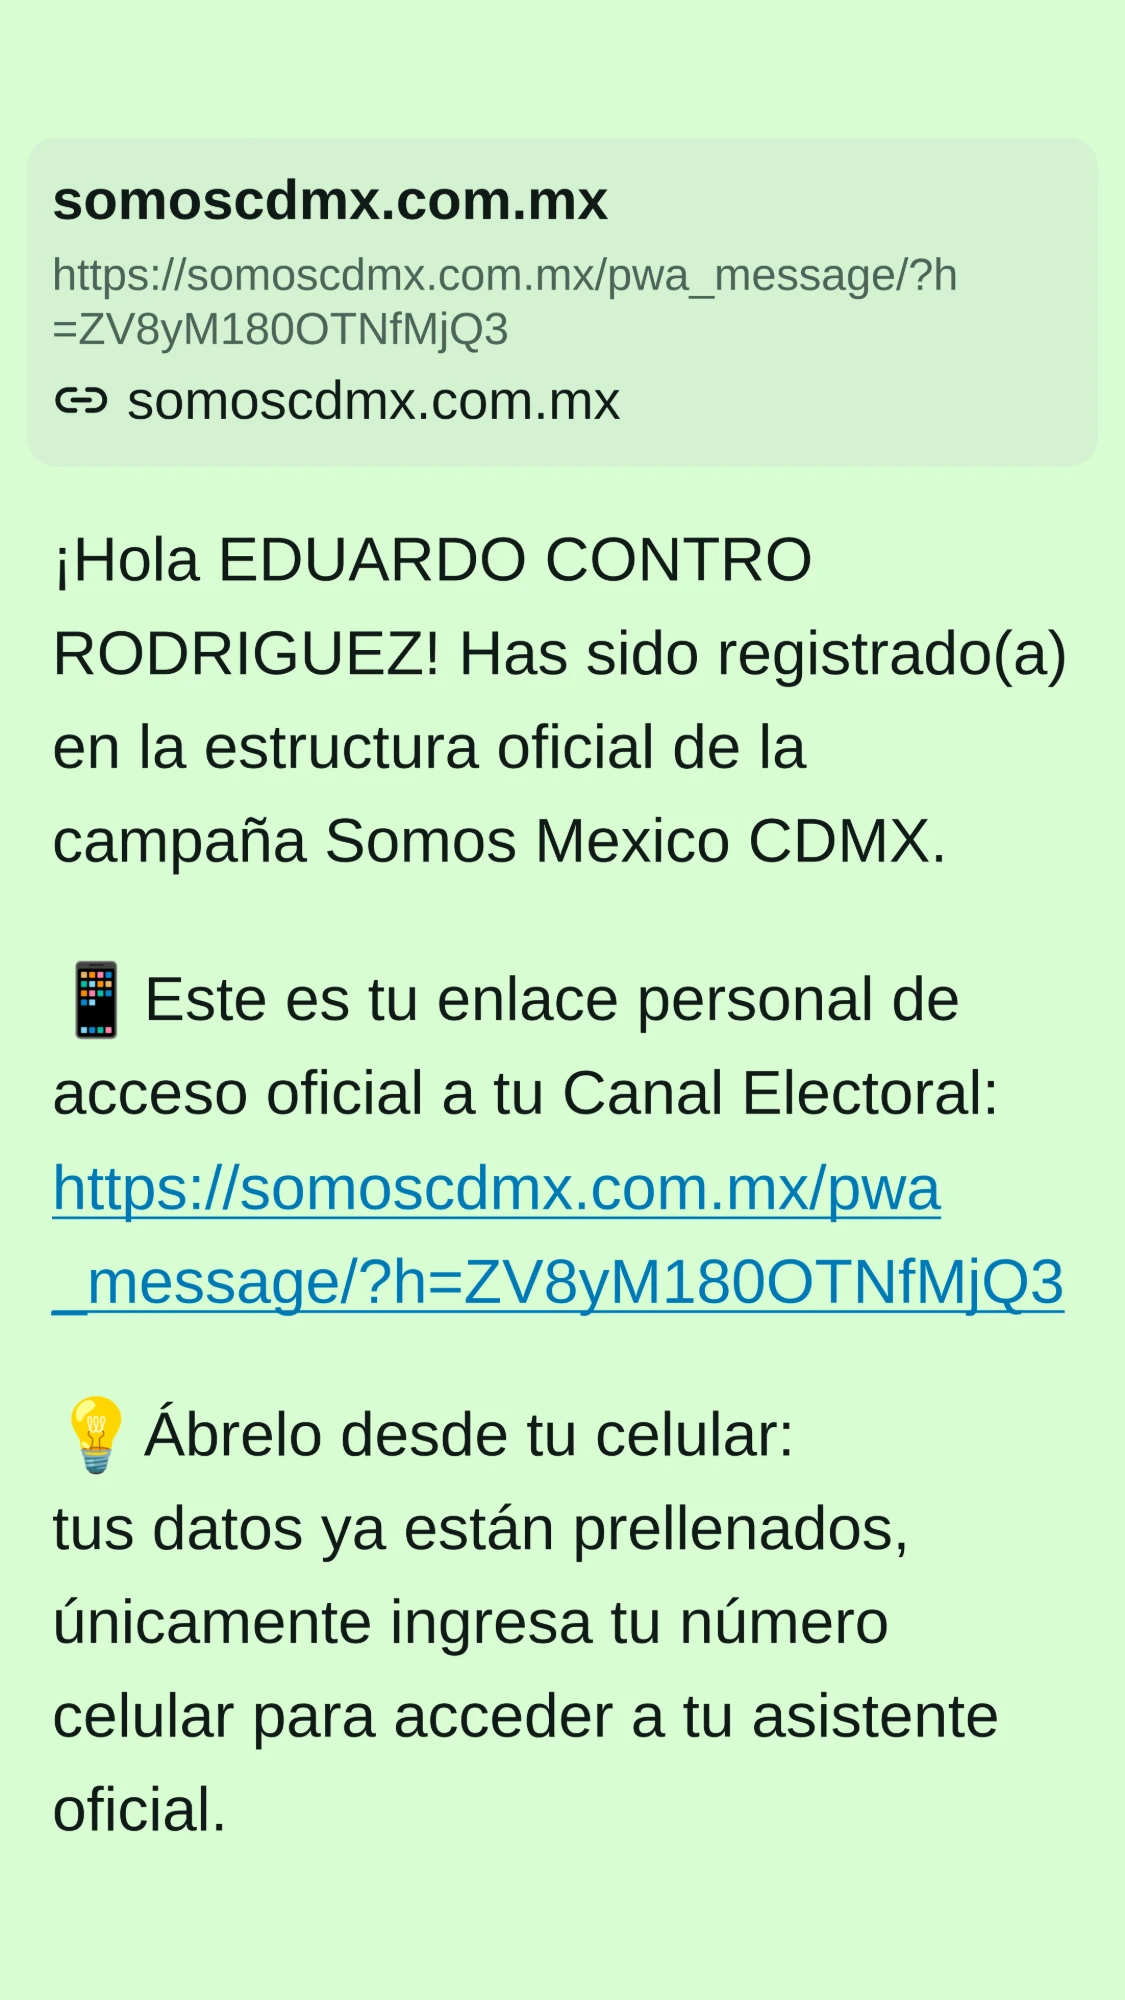 somoscdmx.com.mx
https://somoscdmx.com.mx/pwa_message/?h
=ZV8yM180OTNfMjQ3
somoscdmx.com.mx
¡Hola EDUARDO CONTRO
RODRIGUEZ! Has sido registrado(a)
en la estructura oficial de la
campaña Somos Mexico CDMX.
📱 Este es tu enlace personal de
acceso oficial a tu Canal Electoral:
https://somoscdmx.com.mx/pwa
_message/?h=ZV8yM180OTNfMjQ3
💡 Ábrelo desde tu celular:
tus datos ya están prellenados,
únicamente ingresa tu número
celular para acceder a tu asistente
oficial.